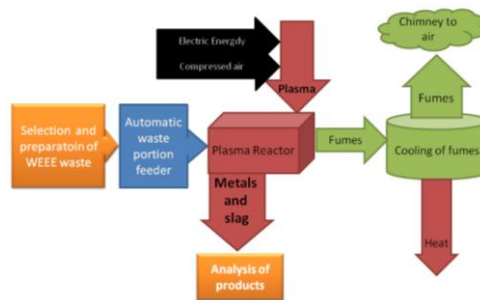 Chimney to
air
Electric Energdy
Compressed air
Plasma
Fumes
Selection and
preparatoin of
WEEE waste
Automatic
waste
portion
feeder
Plasma Reactor
Fumes
Cooling of fumes
Metals
and
slag
Heat
Analysis of
products